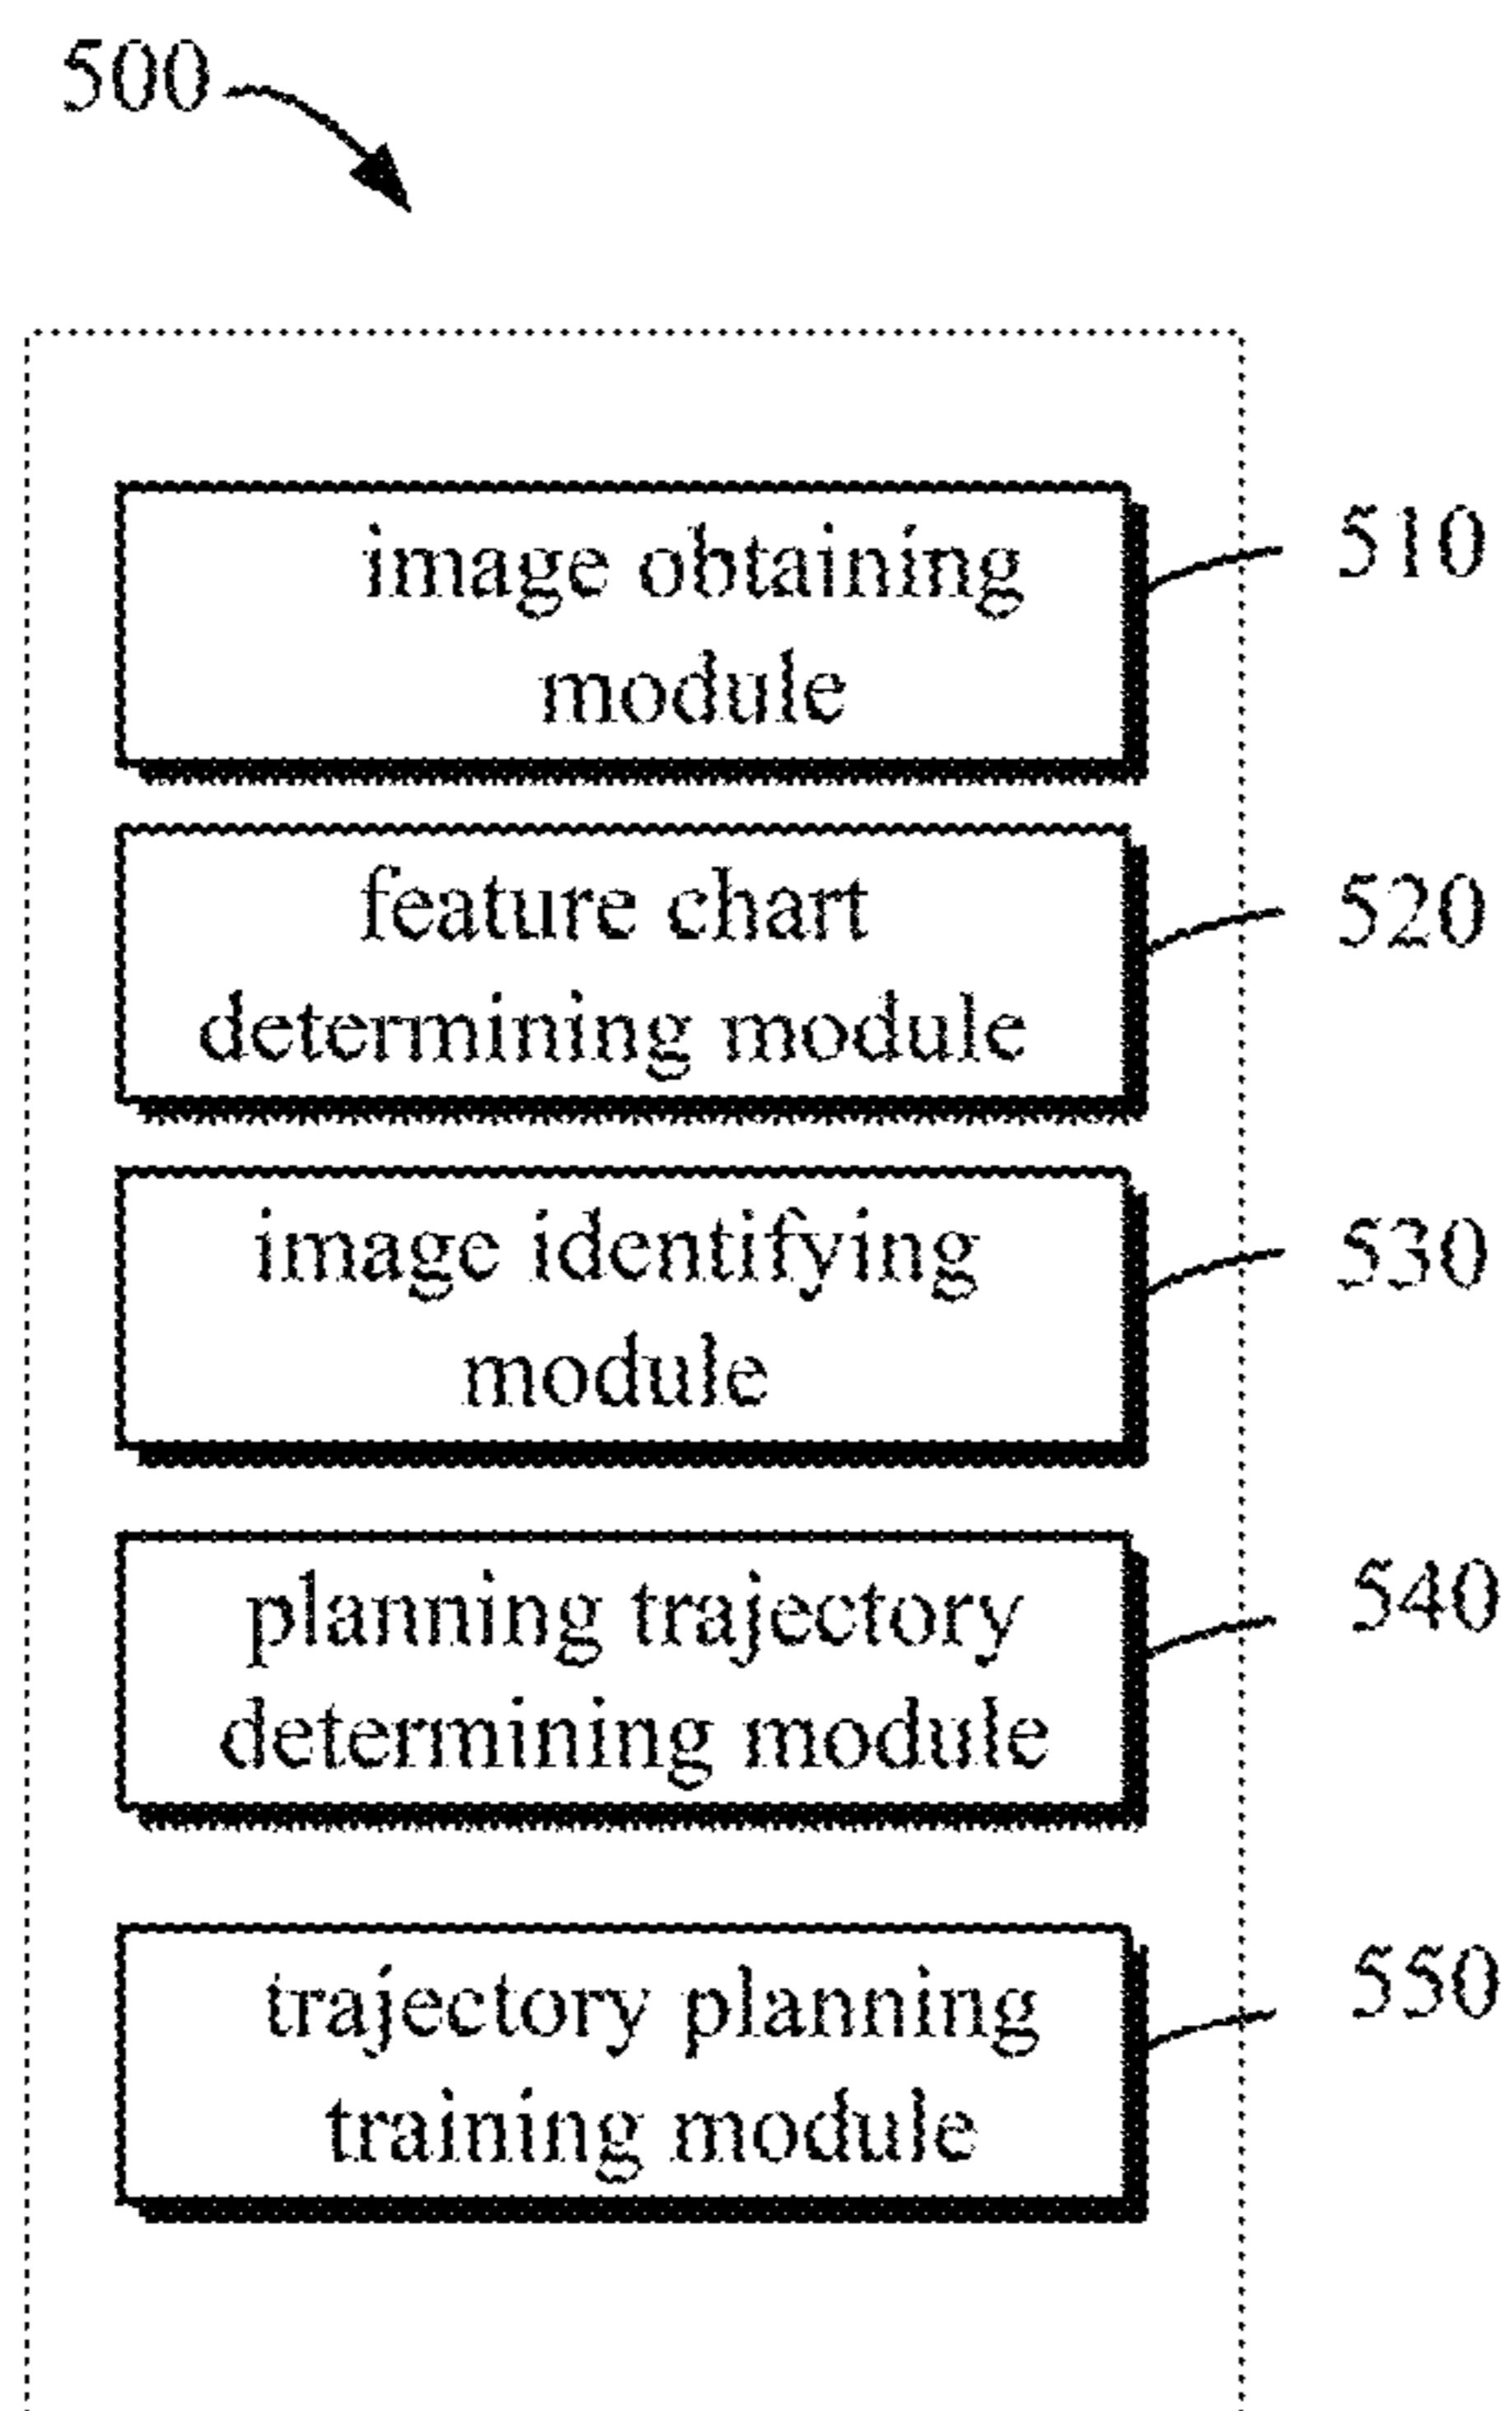 500
image obtaining
module
510
feature chart
determining module
520
image identifying
module
530
planning trajectory
determining module
540
trajectory planning
training module
550